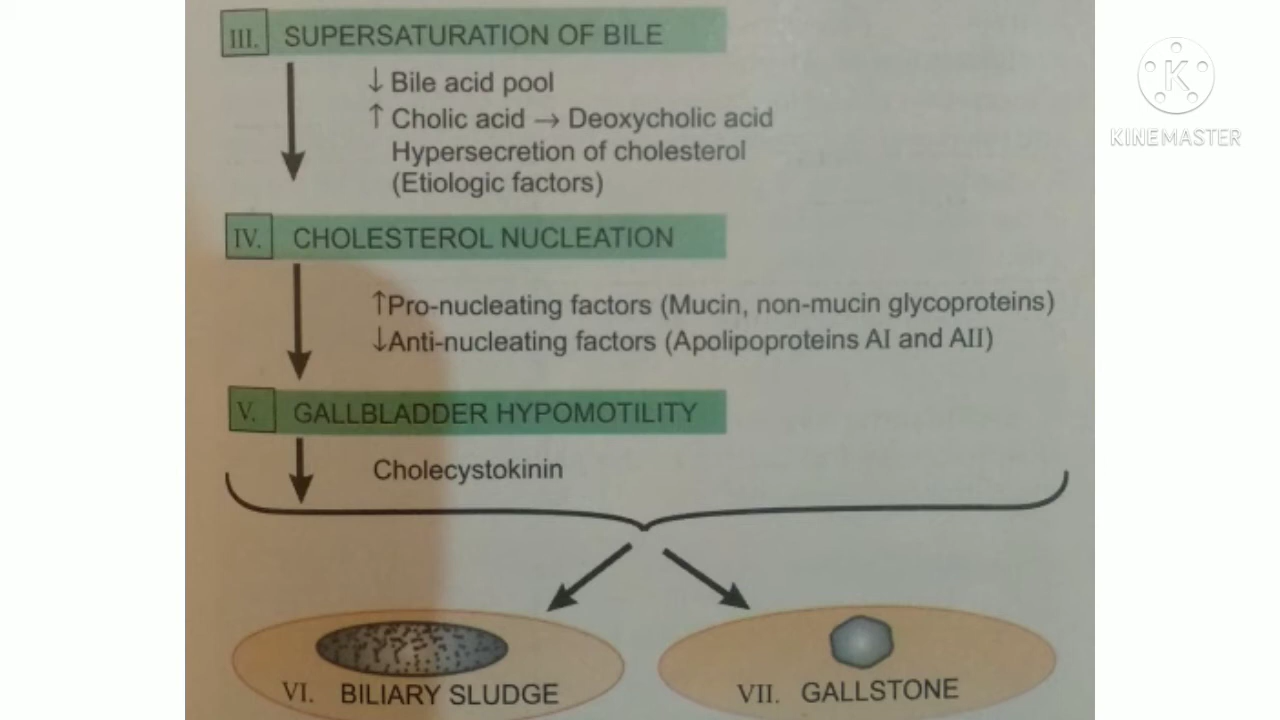 III. SUPERSATURATION OF BILE
↓ Bile acid pool
↑ Cholic acid → Deoxycholic acid
Hypersecretion of cholesterol
(Etiologic factors)
IV. CHOLESTEROL NUCLEATION
↑Pro-nucleating factors (Mucin, non-mucin glycoproteins)
↓Anti-nucleating factors (Apolipoproteins AI and AII)
V. GALLBLADDER HYPOMOTILITY
Cholecystokinin
VI. BILIARY SLUDGE
VII. GALLSTONE
K
KINEMASTER